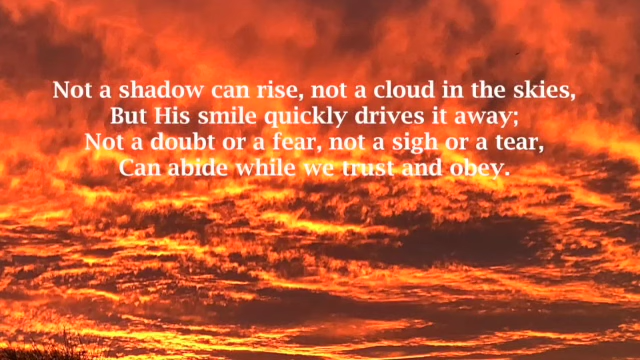 Not a shadow can rise, not a cloud in the skies,
But His smile quickly drives it away;
Not a doubt or a fear, not a sigh or a tear,
Can abide while we trust and obey.